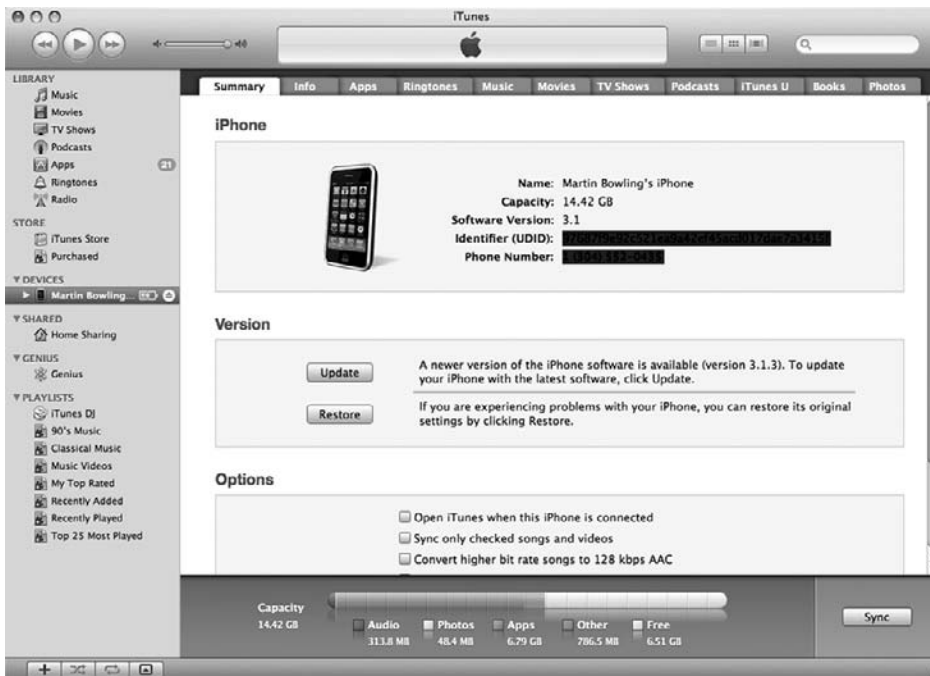 iTunes
LIBRARY
Music
Movies
TV Shows
Podcasts
Apps 21
Ringtones
Radio
STORE
iTunes Store
Purchased
DEVICES
Martin Bowling...
SHARED
Home Sharing
GENIUS
Genius
PLAYLISTS
iTunes DJ
90's Music
Classical Music
Music Videos
My Top Rated
Recently Added
Recently Played
Top 25 Most Played
Summary Info Apps Ringtones Music Movies TV Shows Podcasts iTunes U Books Photos
iPhone
Name: Martin Bowling's iPhone
Capacity: 14.42 GB
Software Version: 3.1
Identifier (UDID):
Phone Number:
Version
Update
A newer version of the iPhone software is available (version 3.1.3). To update
your iPhone with the latest software, click Update.
Restore
If you are experiencing problems with your iPhone, you can restore its original
settings by clicking Restore.
Options
Open iTunes when this iPhone is connected
Sync only checked songs and videos
Convert higher bit rate songs to 128 kbps AAC
Capacity
14.42 GB
Audio Photos Apps Other Free
313.8 MB 48.4 MB 6.79 GB 786.5 MB 6.51 GB
Sync